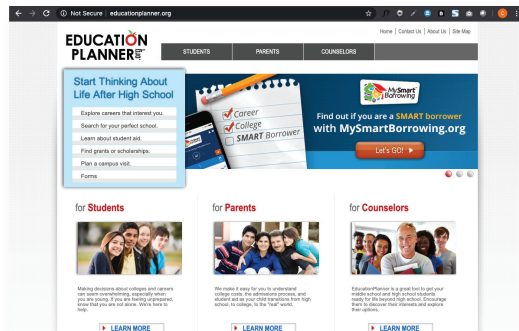 Not Secure | educationplanner.org
Home | Contact Us | About Us | Site Map
EDUCATION
PLANNER
.org
STUDENTS
PARENTS
COUNSELORS
Start Thinking About
Life After High School
Explore careers that interest you.
Search for your perfect school.
Learn about student aid.
Find grants or scholarships.
Plan a campus visit.
Forms
Career
College
SMART Borrower
MySmart
Borrowing
Find out if you are a SMART borrower
with MySmartBorrowing.org
Let's GO!
for Students
Making decisions about colleges and careers
can seem overwhelming, especially when
you are young. If you are feeling unprepared,
know that you are not alone. We're here to
help.
LEARN MORE
for Parents
We make it easy for you to understand
college costs, the admissions process, and
student aid as your child transitions from high
school, to college, to the "real" world.
LEARN MORE
for Counselors
EducationPlanner is a great tool to get your
middle school and high school students
ready for life beyond high school. Encourage
them to discover their interests and explore
their options.
LEARN MORE